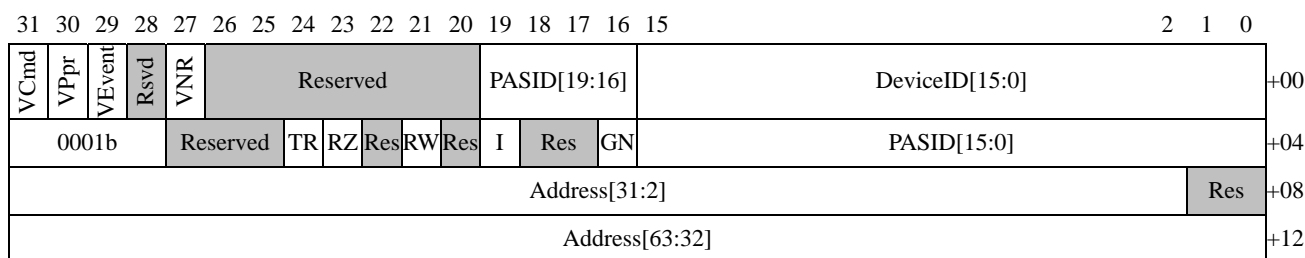 31 30 29 28 27 26 25 24 23 22 21 20 19 18 17 16 15 2 1 0
VCmd VPpr VEvent Rsvd VNR Reserved PASID[19:16] DeviceID[15:0] +00
0001b Reserved TR RZ Res RW Res I Res GN PASID[15:0] +04
Address[31:2] Res +08
Address[63:32] +12